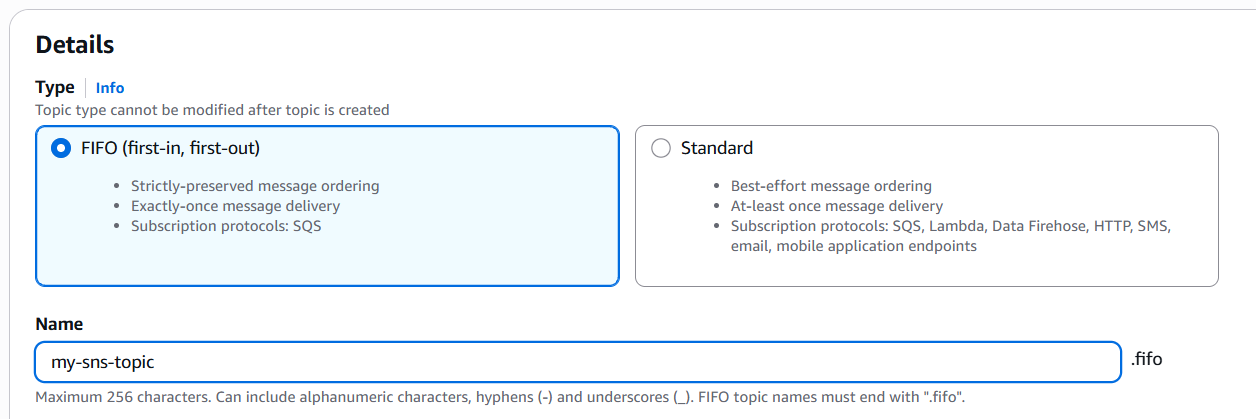 Details
Type Info
Topic type cannot be modified after topic is created
FIFO (first-in, first-out)
Strictly-preserved message ordering
Exactly-once message delivery
Subscription protocols: SQS
Standard
Best-effort message ordering
At-least once message delivery
Subscription protocols: SQS, Lambda, Data Firehose, HTTP, SMS,
email, mobile application endpoints
Name
my-sns-topic .fifo
Maximum 256 characters. Can include alphanumeric characters, hyphens (-) and underscores (_). FIFO topic names must end with ".fifo".